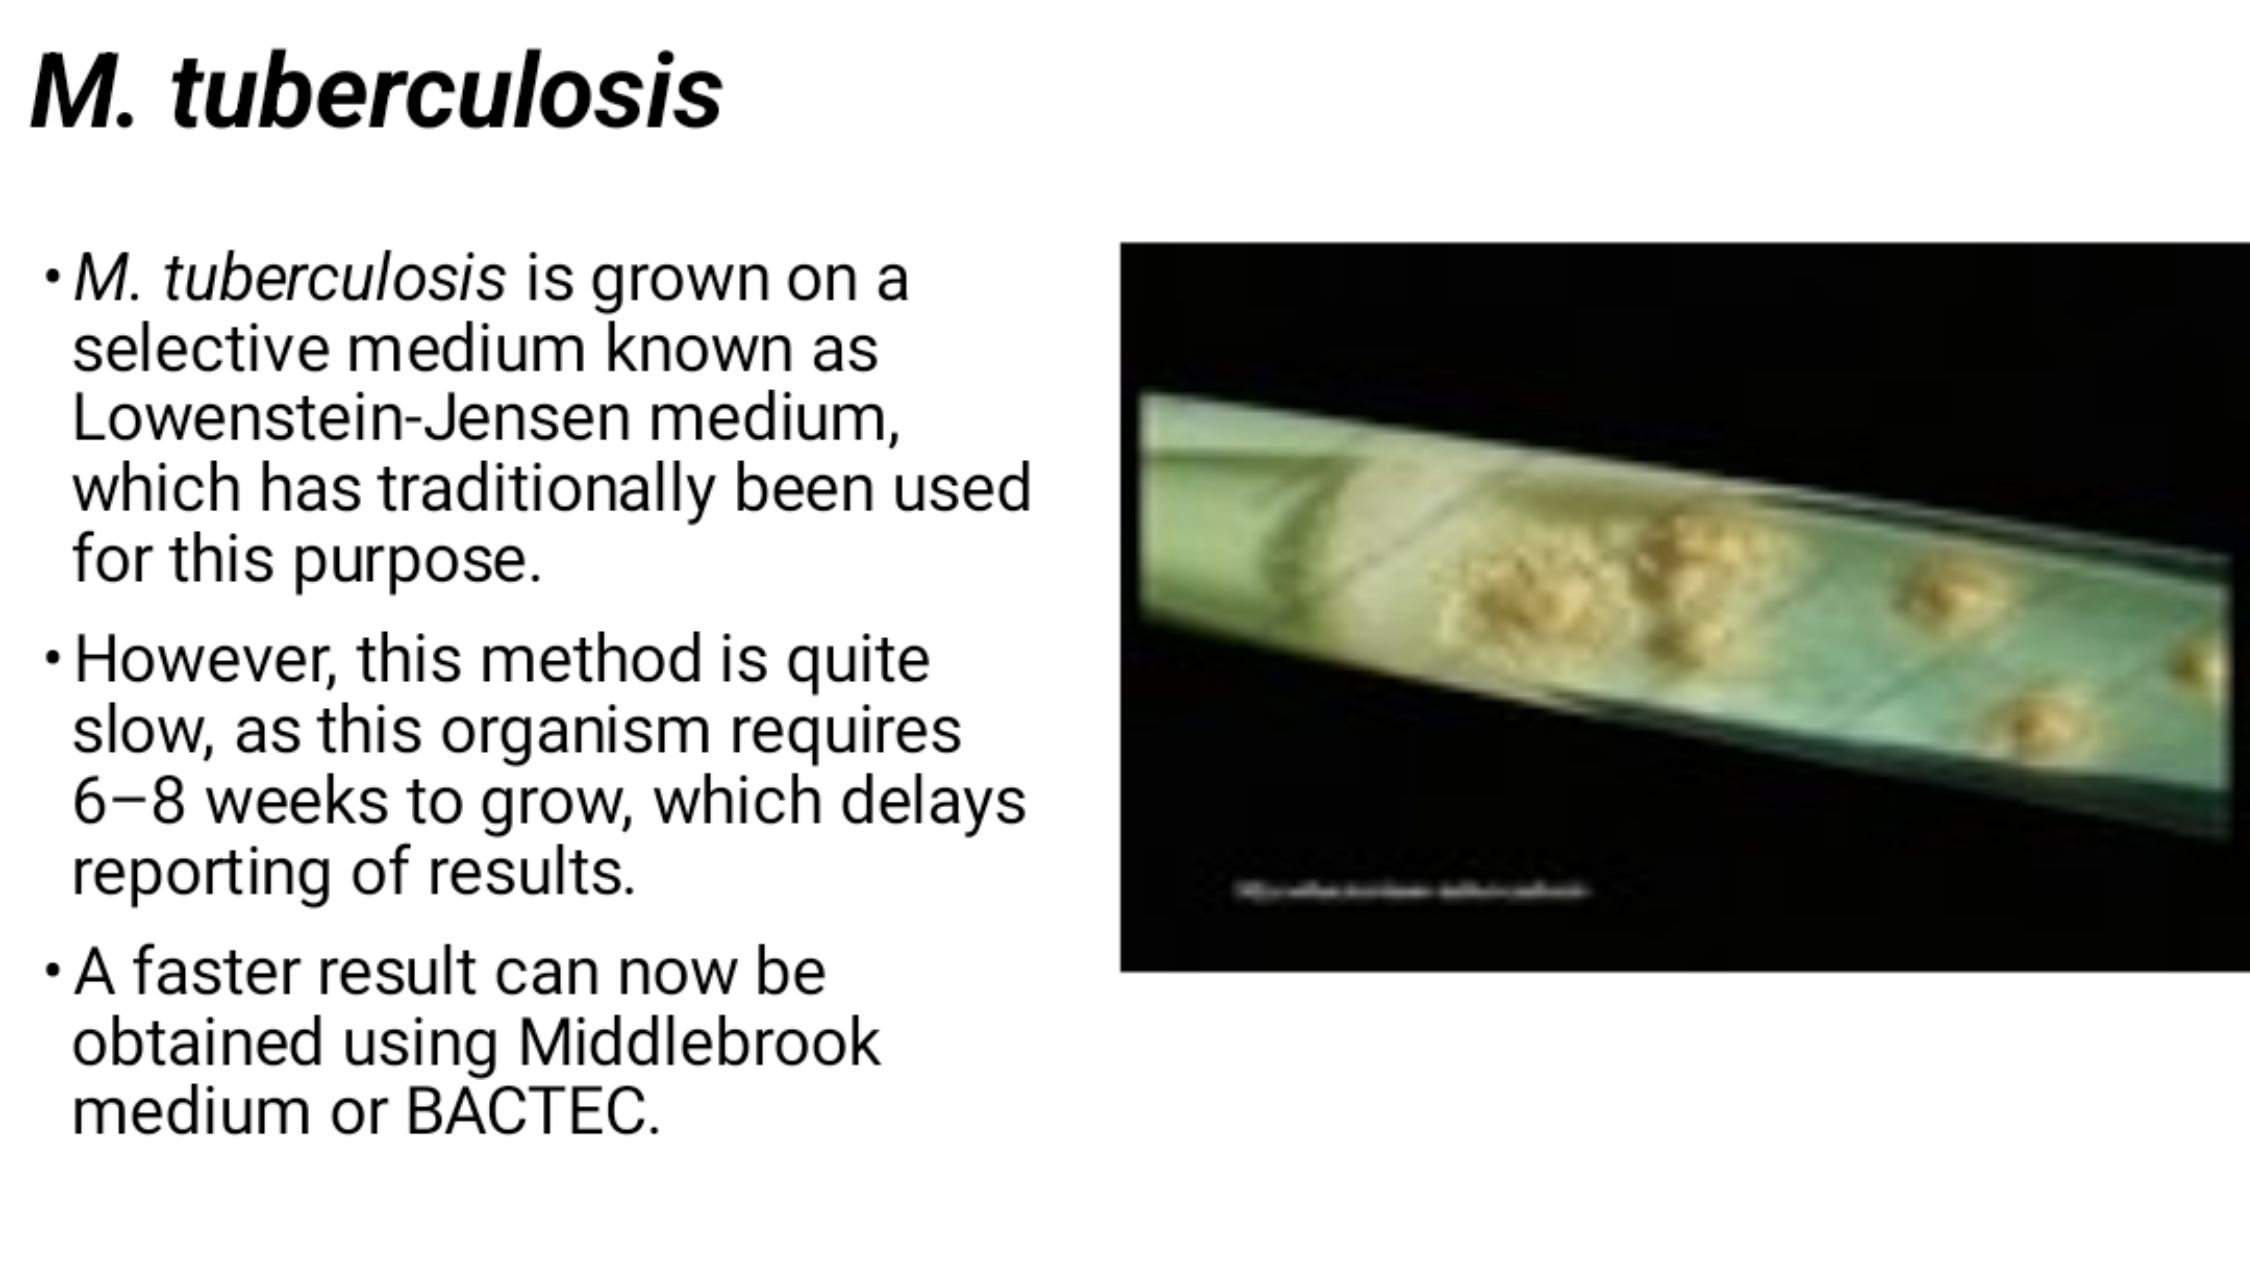 M. tuberculosis
•M. tuberculosis is grown on a
selective medium known as
Lowenstein-Jensen medium,
which has traditionally been used
for this purpose.
•However, this method is quite
slow, as this organism requires
6–8 weeks to grow, which delays
reporting of results.
•A faster result can now be
obtained using Middlebrook
medium or BACTEC.